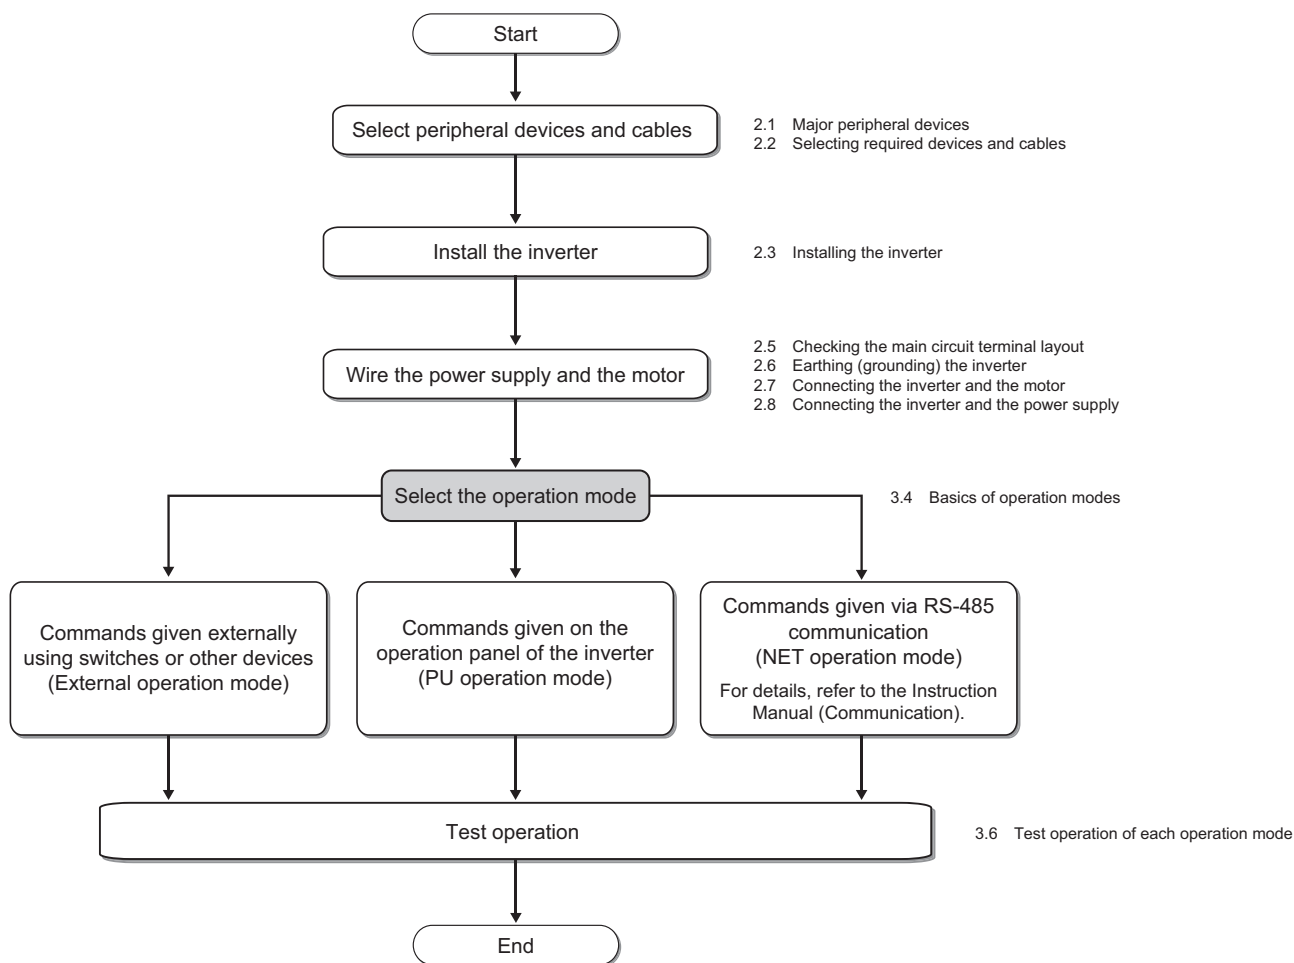 Start
Select peripheral devices and cables
2.1 Major peripheral devices
2.2 Selecting required devices and cables
Install the inverter
2.3 Installing the inverter
Wire the power supply and the motor
2.5 Checking the main circuit terminal layout
2.6 Earthing (grounding) the inverter
2.7 Connecting the inverter and the motor
2.8 Connecting the inverter and the power supply
Select the operation mode
3.4 Basics of operation modes
Commands given externally
using switches or other devices
(External operation mode)
Commands given on the
operation panel of the inverter
(PU operation mode)
Commands given via RS-485
communication
(NET operation mode)
For details, refer to the Instruction
Manual (Communication).
Test operation
3.6 Test operation of each operation mode
End